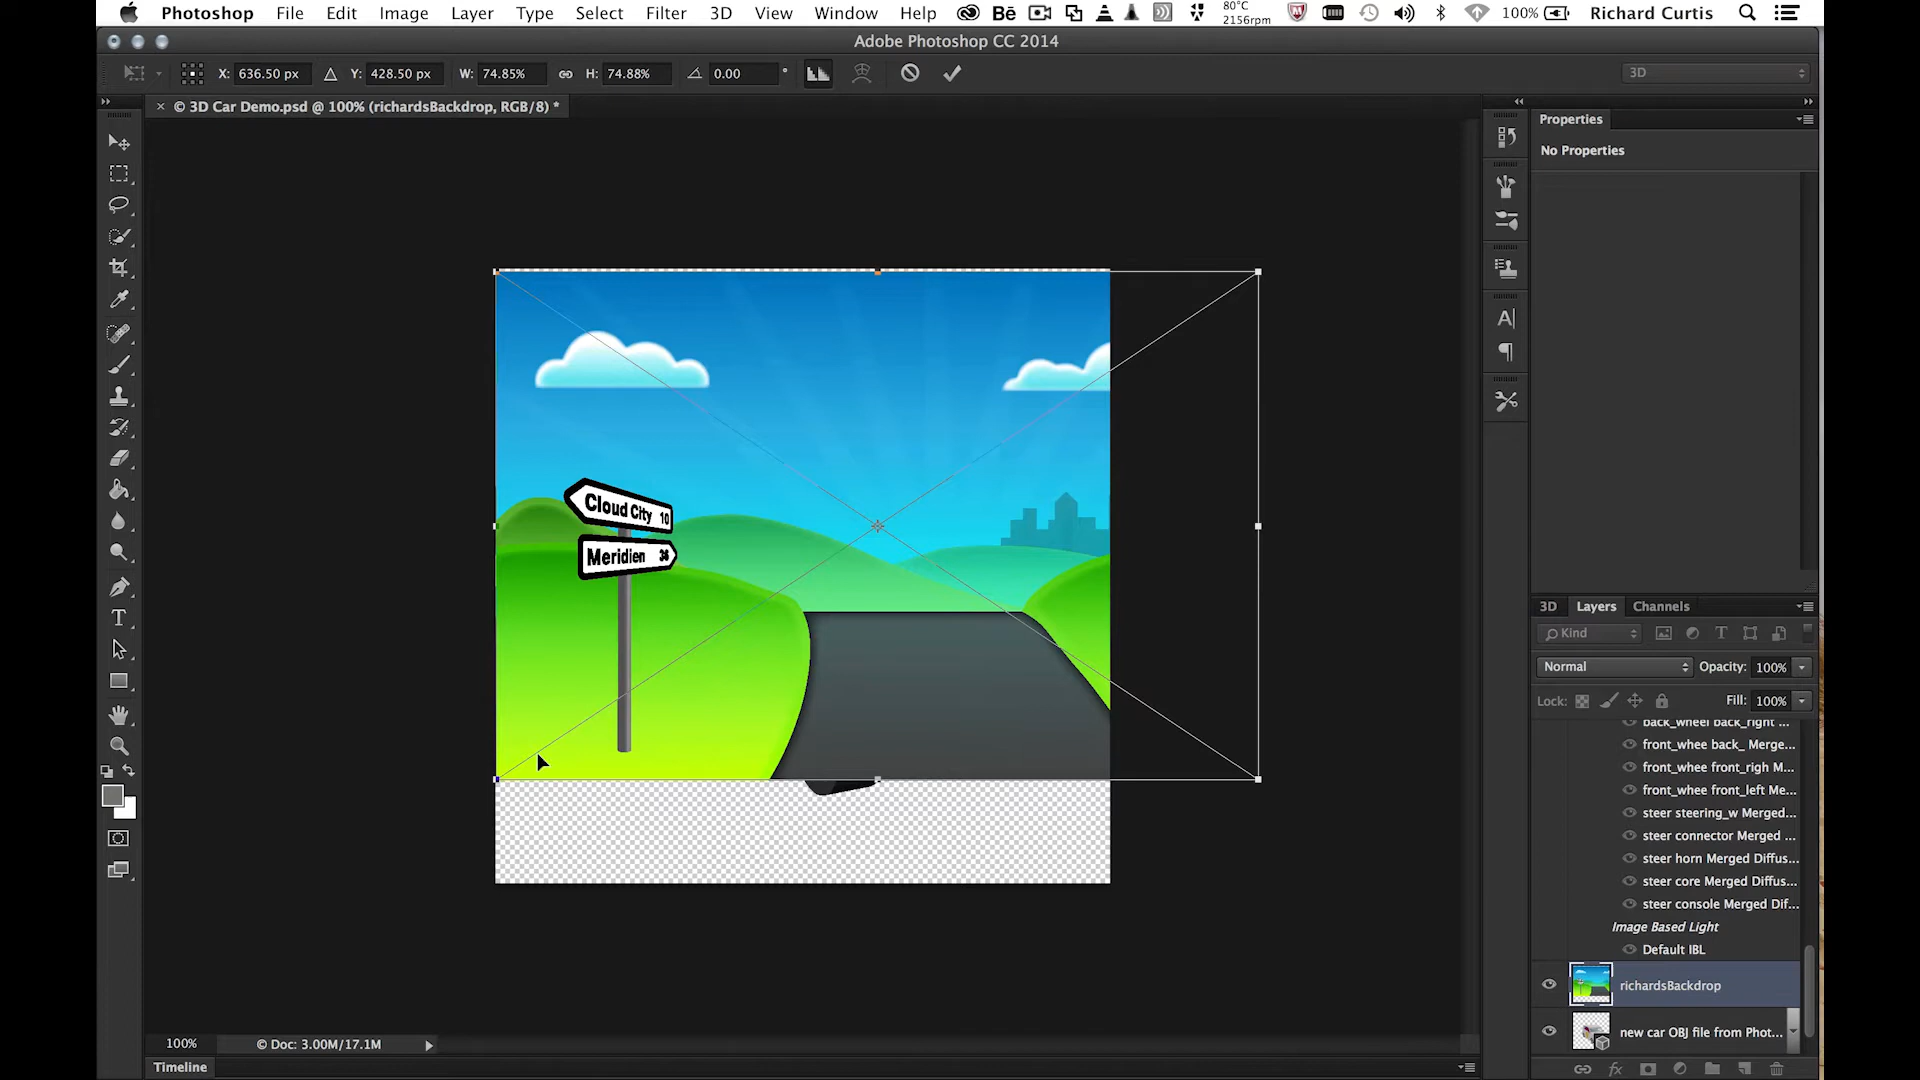 Photoshop File Edit Image Layer Type Select Filter 3D View Window Help Bē 80°C 2156rpm 100% Richard Curtis
Adobe Photoshop CC 2014
X: 636.50 px Y: 428.50 px W: 74.85% H: 74.88% 0.00 ° 3D
× © 3D Car Demo.psd @ 100% (richardsBackdrop, RGB/8) *
Properties
No Properties
Cloud City 10
Meridien 36
3D Layers Channels
Kind
Normal Opacity: 100%
Lock: Fill: 100%
back_wheel back_right ...
front_whee back_ Merge...
front_whee front_righ M...
front_whee front_left Me...
steer steering_w Merged...
steer connector Merged ...
steer horn Merged Diffus...
steer core Merged Diffus...
steer console Merged Dif...
Image Based Light
Default IBL
richardsBackdrop
new car OBJ file from Phot...
100% © Doc: 3.00M/17.1M
Timeline